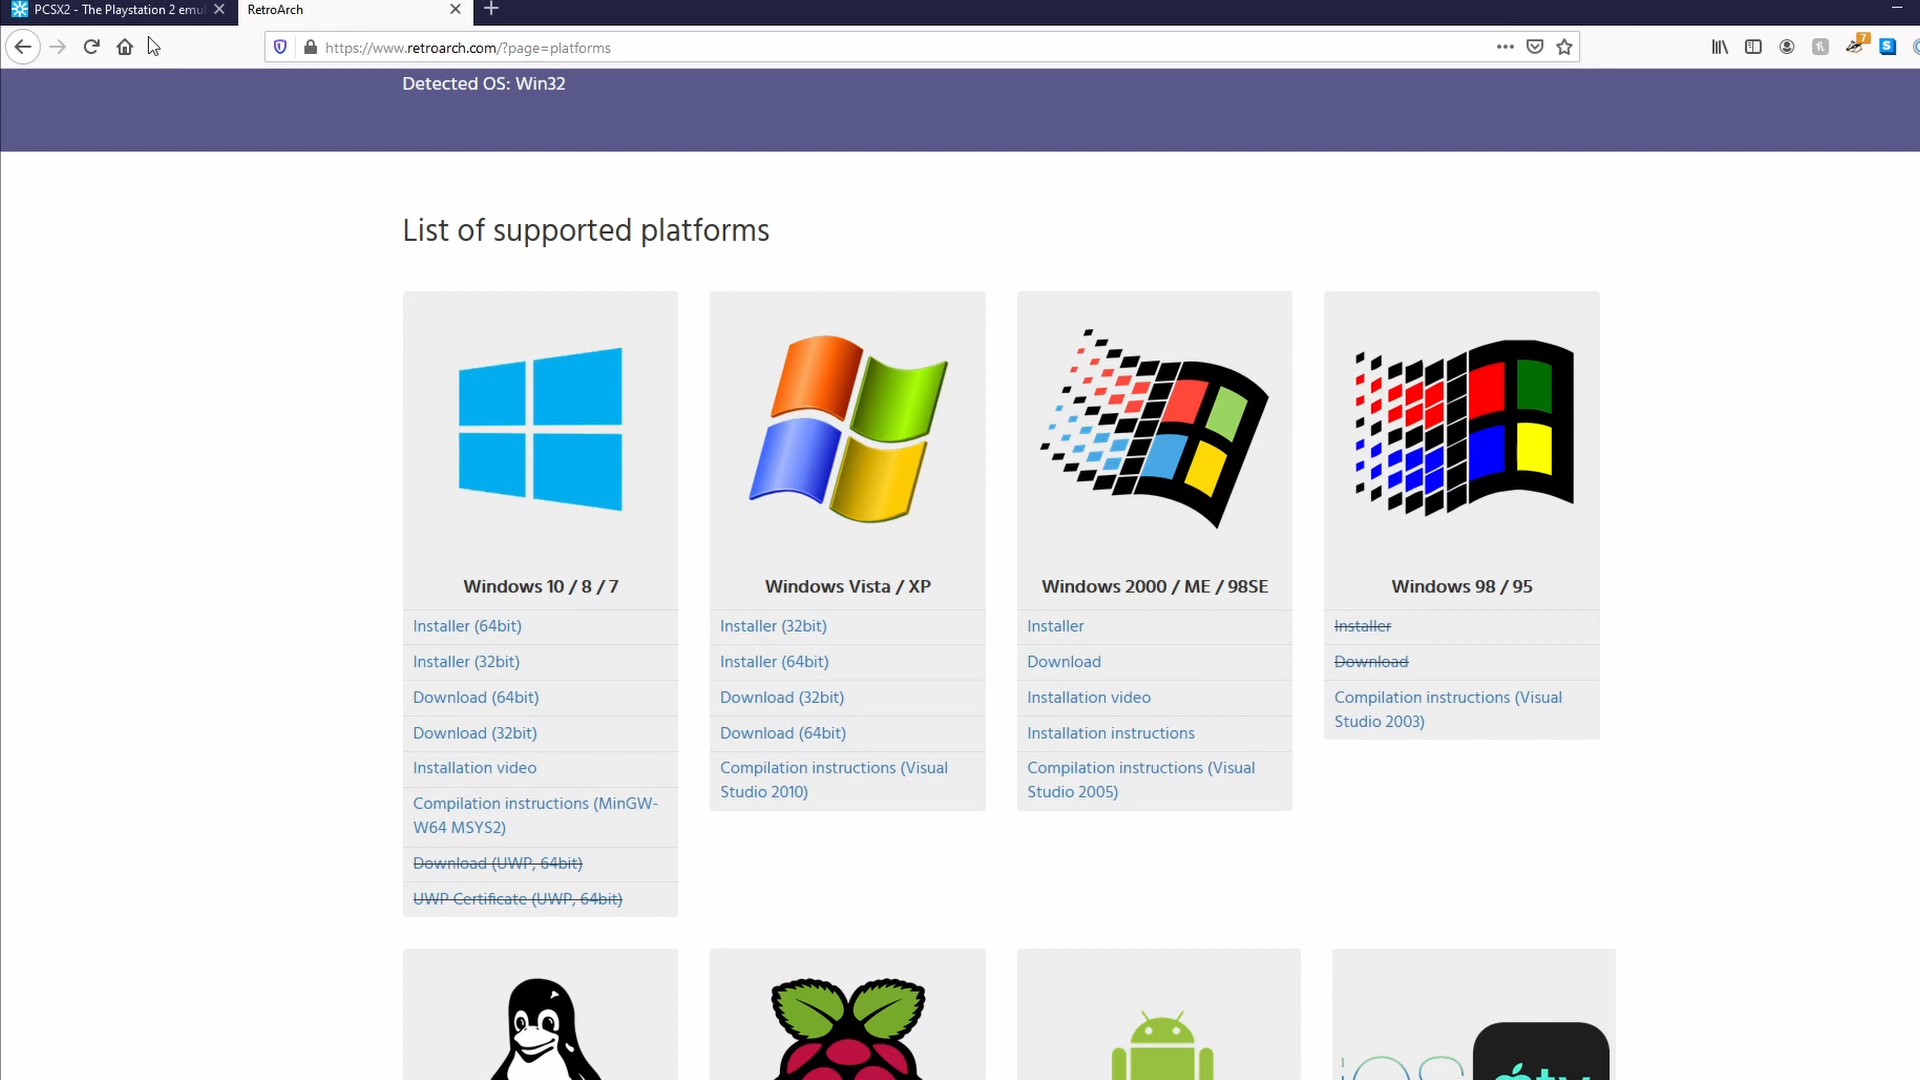 PCSX2 - The Playstation 2 emu
RetroArch
https://www.retroarch.com/?page=platforms
7
S
Detected OS: Win32
List of supported platforms
Windows 10 / 8 / 7
Installer (64bit)
Installer (32bit)
Download (64bit)
Download (32bit)
Installation video
Compilation instructions (MinGW-
W64 MSYS2)
Download (UWP, 64bit)
UWP Certificate (UWP, 64bit)
Windows Vista / XP
Installer (32bit)
Installer (64bit)
Download (32bit)
Download (64bit)
Compilation instructions (Visual
Studio 2010)
Windows 2000 / ME / 98SE
Installer
Download
Installation video
Installation instructions
Compilation instructions (Visual
Studio 2005)
Windows 98 / 95
Installer
Download
Compilation instructions (Visual
Studio 2003)
iOS
tv